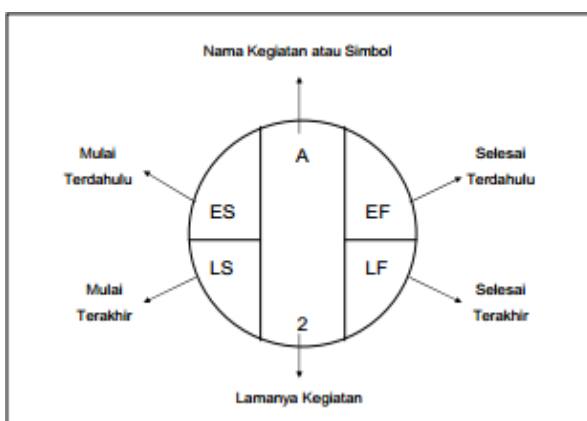 Nama Kegiatan atau Simbol
Mulai
Terdahulu
A
Selesai
Terdahulu
ES
EF
LS
LF
Mulai
Terakhir
2
Selesai
Terakhir
Lamanya Kegiatan